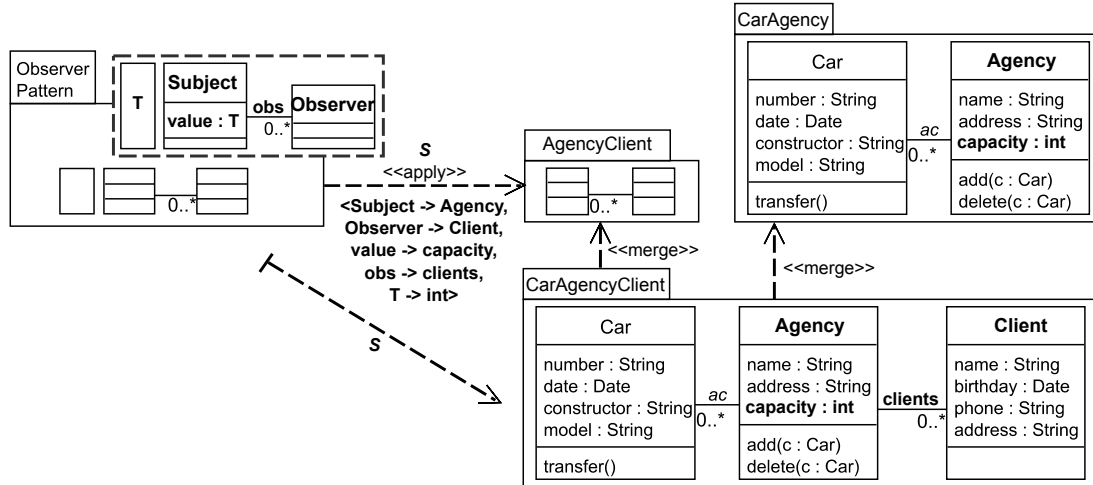 Observer
Pattern
T
Subject
value : T
obs
0..*
Observer
0..*
S
<<apply>>
<Subject -> Agency,
Observer -> Client,
value -> capacity,
obs -> clients,
T -> int>
S
AgencyClient
0..*
<<merge>>
CarAgency
Car
number : String
date : Date
constructor : String
model : String
transfer()
ac
0..*
Agency
name : String
address : String
capacity : int
add(c : Car)
delete(c : Car)
<<merge>>
CarAgencyClient
Car
number : String
date : Date
constructor : String
model : String
transfer()
ac
0..*
Agency
name : String
address : String
capacity : int
add(c : Car)
delete(c : Car)
clients
0..*
Client
name : String
birthday : Date
phone : String
address : String